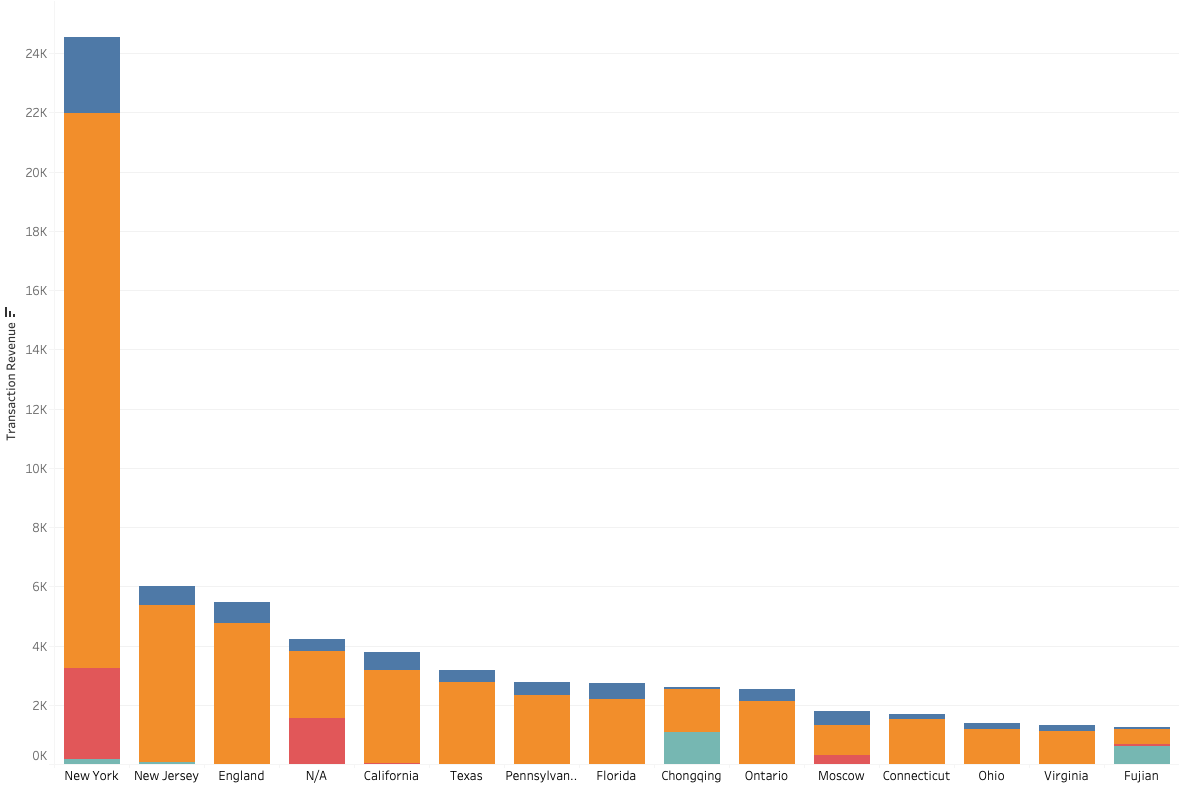 24K
22K
20K
18K
16K
14K
12K
10K
8K
6K
4K
2K
0K
Transaction Revenue
New York New Jersey England N/A California Texas Pennsylvan.. Florida Chongqing Ontario Moscow Connecticut Ohio Virginia Fujian